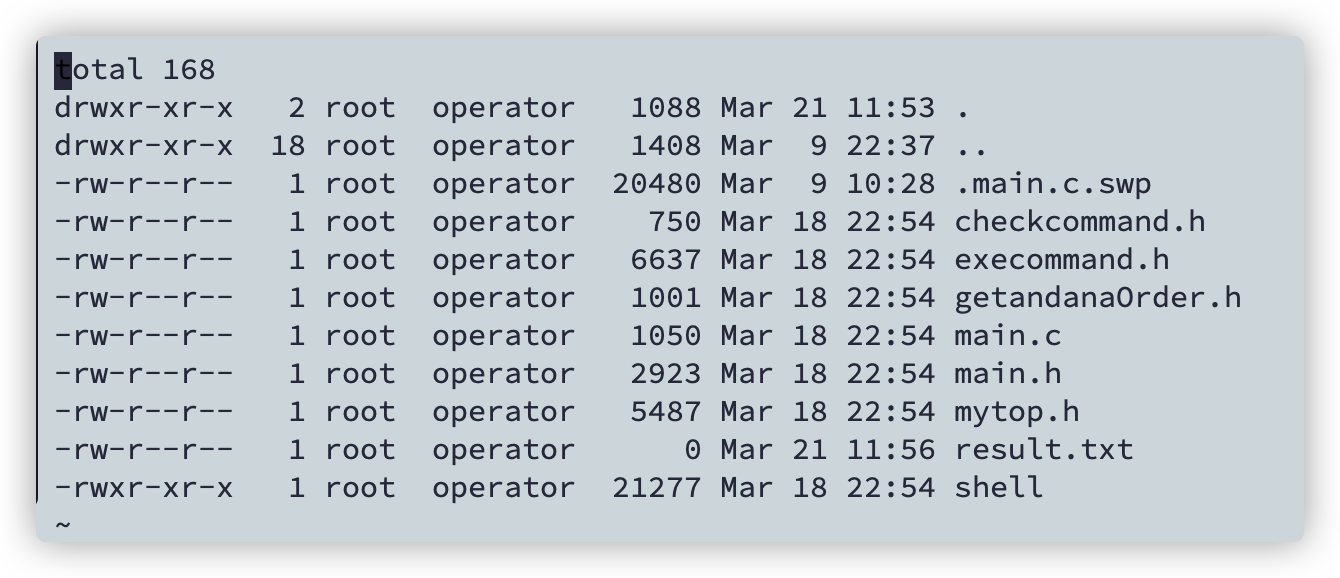 total 168
drwxr-xr-x   2 root  operator   1088 Mar 21 11:53 .
drwxr-xr-x  18 root  operator   1408 Mar  9 22:37 ..
-rw-r--r--   1 root  operator  20480 Mar  9 10:28 .main.c.swp
-rw-r--r--   1 root  operator    750 Mar 18 22:54 checkcommand.h
-rw-r--r--   1 root  operator   6637 Mar 18 22:54 execommand.h
-rw-r--r--   1 root  operator   1001 Mar 18 22:54 getandanaOrder.h
-rw-r--r--   1 root  operator   1050 Mar 18 22:54 main.c
-rw-r--r--   1 root  operator   2923 Mar 18 22:54 main.h
-rw-r--r--   1 root  operator   5487 Mar 18 22:54 mytop.h
-rw-r--r--   1 root  operator      0 Mar 21 11:56 result.txt
-rwxr-xr-x   1 root  operator  21277 Mar 18 22:54 shell
~